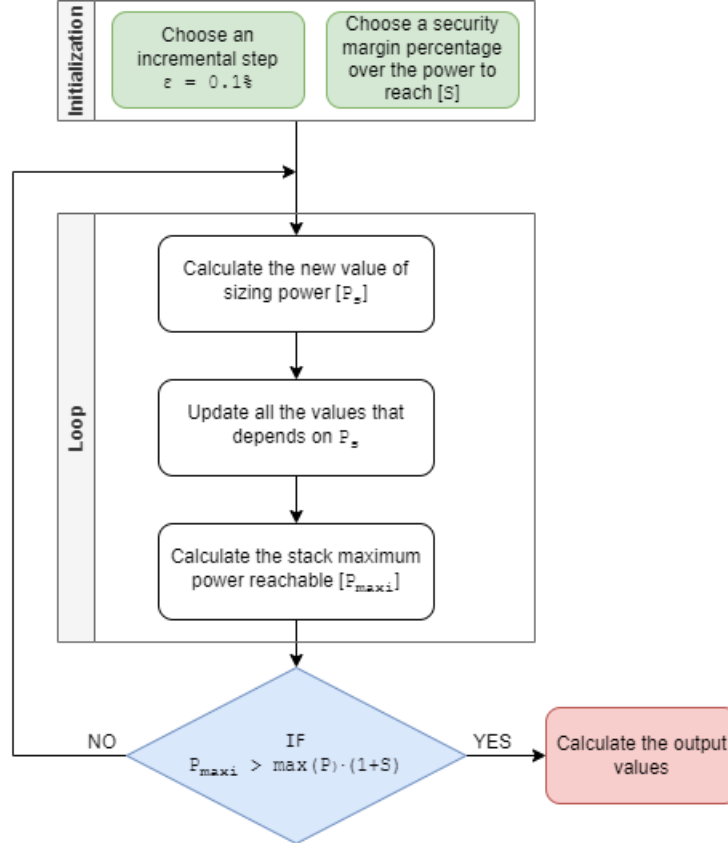 Initialization
Choose an
incremental step
ε = 0.1%
Choose a security
margin percentage
over the power to
reach [S]
Loop
Calculate the new value of
sizing power [Pₛ]
Update all the values that
depends on Pₛ
Calculate the stack maximum
power reachable [Pmaxi]
NO
IF
Pmaxi > max(P)·(1+S)
YES
Calculate the output
values